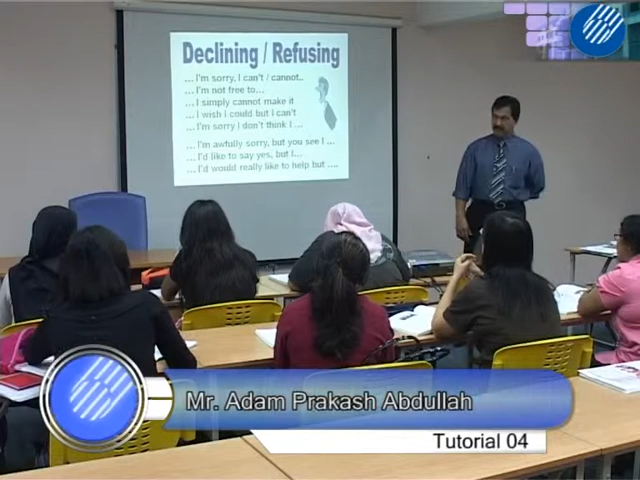 Declining / Refusing
... I'm sorry, I can't / cannot..
... I'm not free to...
... I simply cannot make it
... I wish I could but I can't
... I'm sorry I don't think I ...
... I'm awfully sorry, but you see I ...
... I'd like to say yes, but I...
... I'd would really like to help but ....
Mr. Adam Prakash Abdullah
Tutorial 04